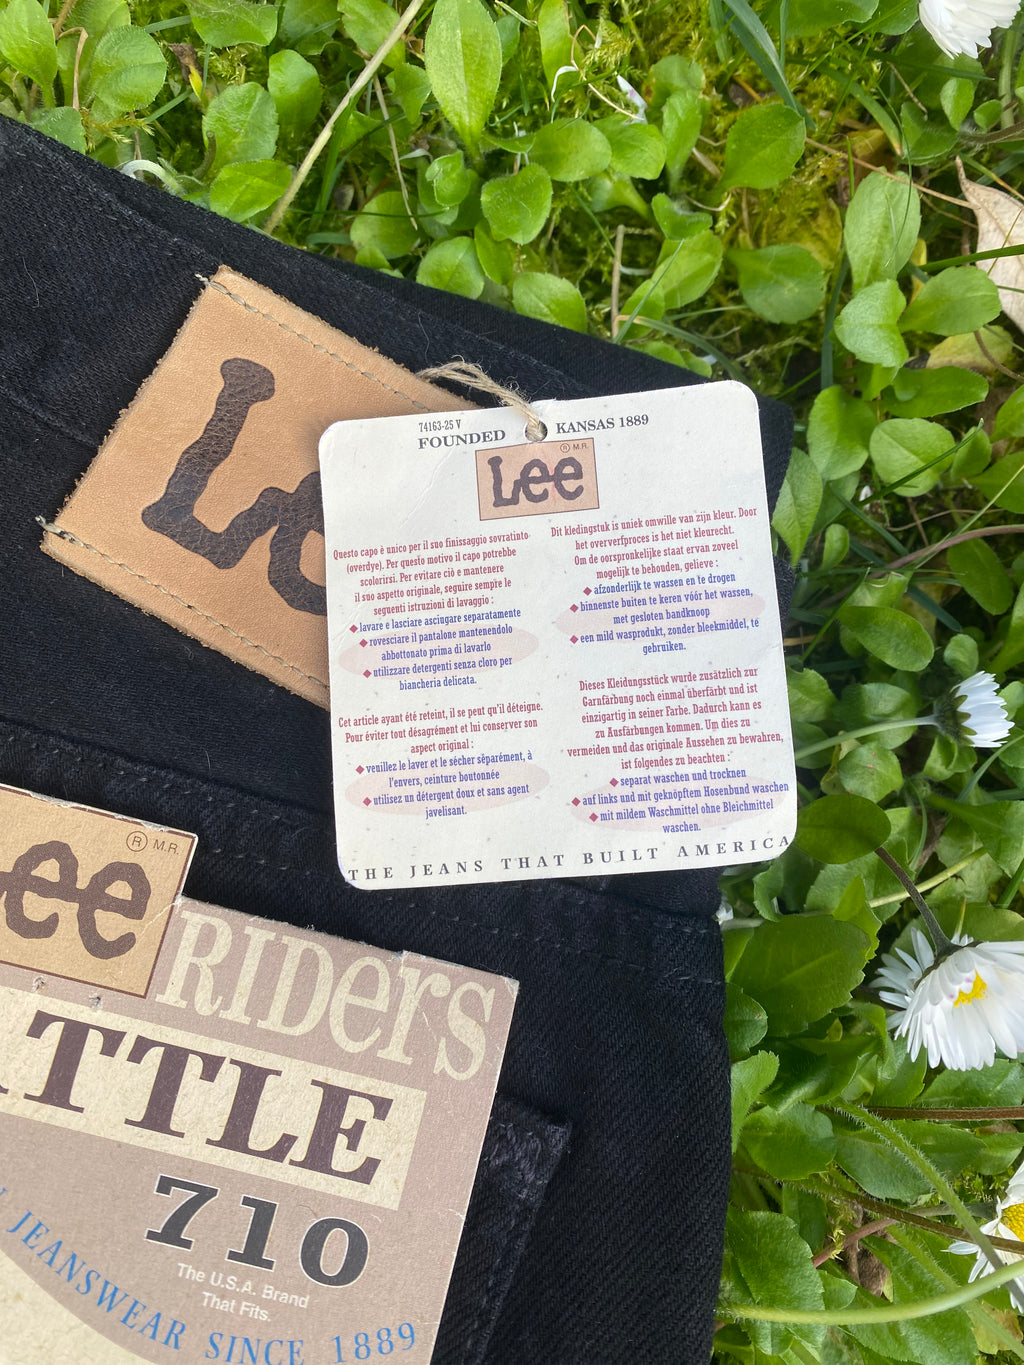 74163-25 V
FOUNDED KANSAS 1889
Lee ® M.R.
Questo capo è unico per il suo finissaggio sovratinto
(overdye). Per questo motivo il capo potrebbe
scolorirsi. Per evitare ciò e mantenere
il suo aspetto originale, seguire sempre le
seguenti istruzioni di lavaggio :
◆ lavare e lasciare asciugare separatamente
◆ rovesciare il pantalone mantenendolo
abbottonato prima di lavarlo
◆ utilizzare detergenti senza cloro per
biancheria delicata.
Cet article ayant été reteint, il se peut qu'il déteigne.
Pour éviter tout désagrément et lui conserver son
aspect original :
◆ veuillez le laver et le sécher séparément, à
l'envers, ceinture boutonnée
◆ utilisez un détergent doux et sans agent
javelisant.
Dit kledingstuk is uniek omwille van zijn kleur. Door
het oververfproces is het niet kleurecht.
Om de oorspronkelijke staat ervan zoveel
mogelijk te behouden, gelieve :
◆ afzonderlijk te wassen en te drogen
◆ binnenste buiten te keren vóór het wassen,
met gesloten bandknoop
◆ een mild wasprodukt, zonder bleekmiddel, te
gebruiken.
Dieses Kleidungsstück wurde zusätzlich zur
Garnfärbung noch einmal überfärbt und ist
einzigartig in seiner Farbe. Dadurch kann es
zu Ausfärbungen kommen. Um dies zu
vermeiden und das originale Aussehen zu bewahren,
ist folgendes zu beachten :
◆ separat waschen und trocknen
◆ auf links und mit geknöpftem Hosenbund waschen
◆ mit mildem Waschmittel ohne Bleichmittel
waschen.
THE JEANS THAT BUILT AMERICA
Lee ® M.R.
RIDers
TTLE
710
The U.S.A. Brand
That Fits.
JEANSWEAR SINCE 1889